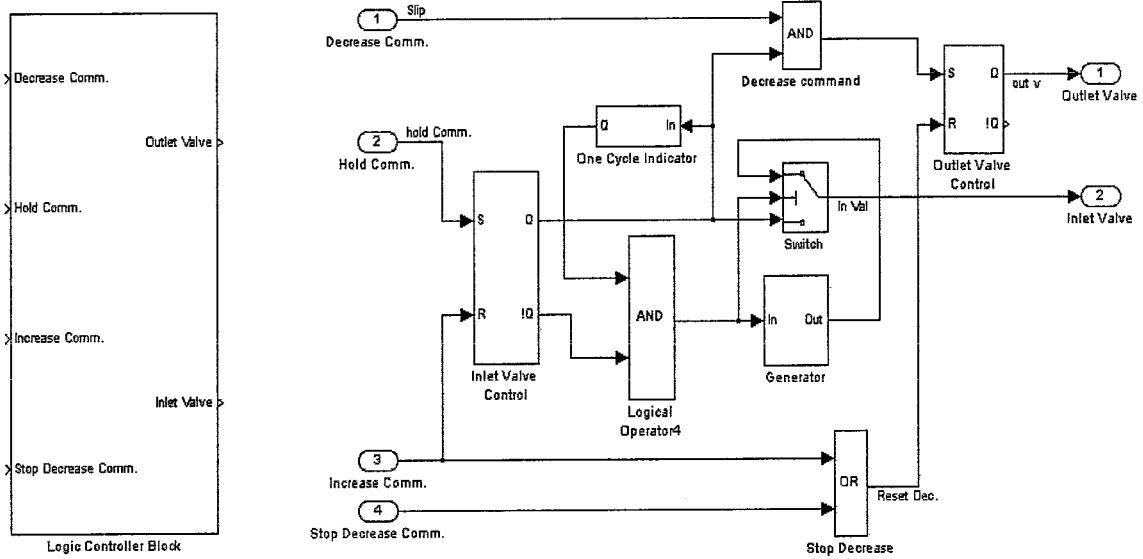 Decrease Comm.
Outlet Valve
Hold Comm.
Increase Comm.
Inlet Valve
Stop Decrease Comm.
Logic Controller Block
1
Slip
Decrease Comm.
AND
Decrease command
S
Q
R
!Q
Outlet Valve
Control
out v
1
Outlet Valve
2
hold Comm.
Hold Comm.
Q
In
One Cycle Indicator
S
Q
R
!Q
Inlet Valve
Control
Switch
In Val
2
Inlet Valve
AND
Logical
Operator4
In
Out
Generator
3
Increase Comm.
4
Stop Decrease Comm.
OR
Reset Dec.
Stop Decrease